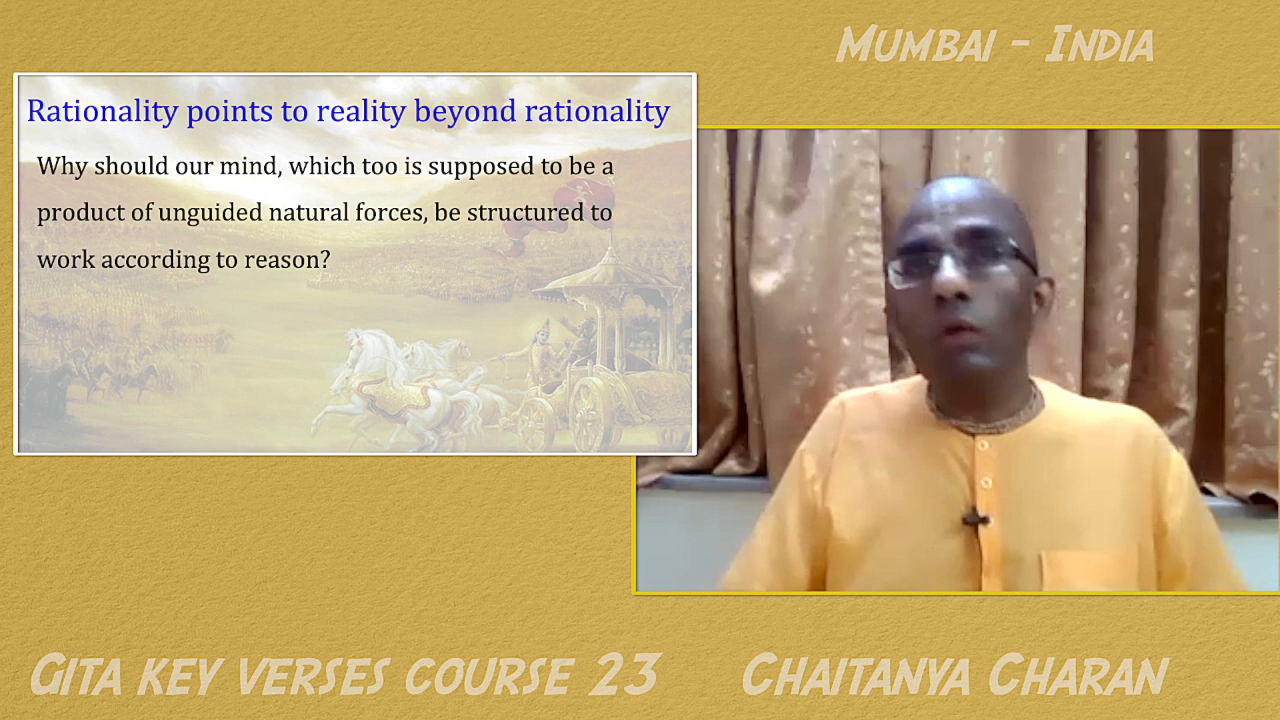 MUMBAI - INDIA
Rationality points to reality beyond rationality
Why should our mind, which too is supposed to be a
product of unguided natural forces, be structured to
work according to reason?
GITA KEY VERSES COURSE 23
CHAITANYA CHARAN